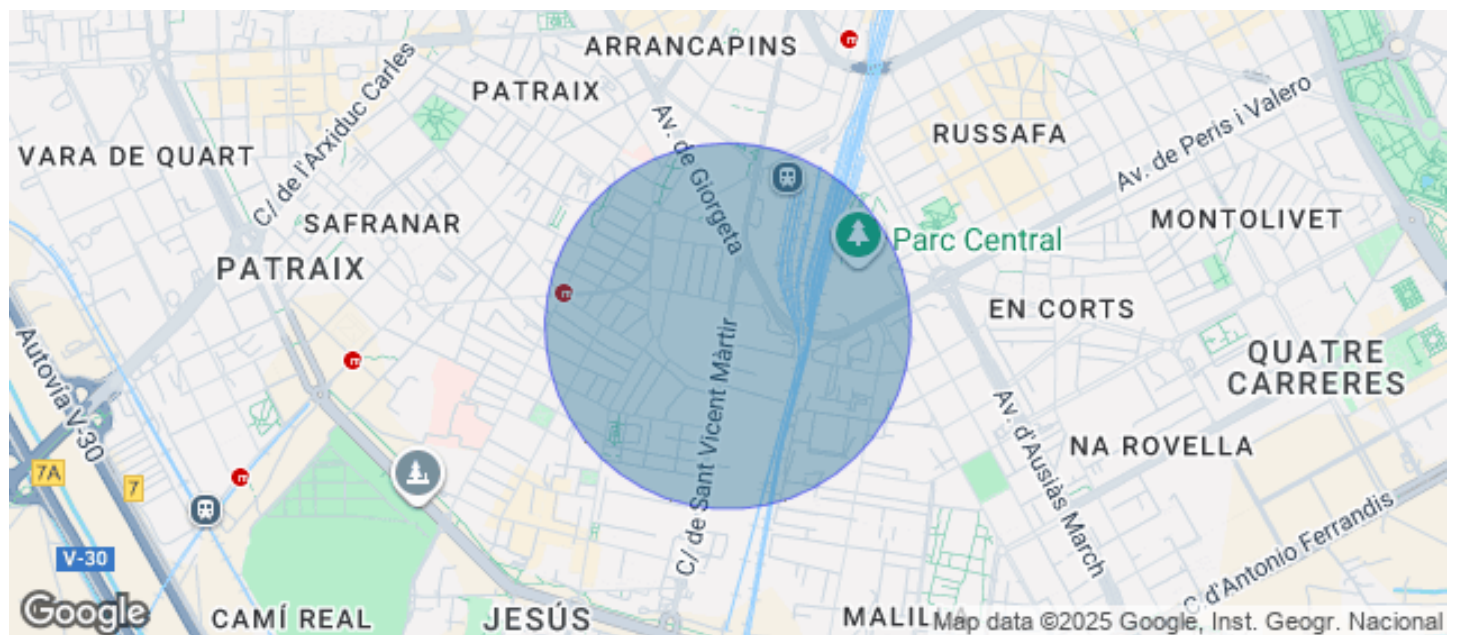 ARRANCAPINS
PATRAIX
C/ de l'Arxiduc Carles
Av. de Giorgeta
RUSSAFA
Av. de Peris i Valero
VARA DE QUART
SAFRANAR
MONTOLIVET
Parc Central
PATRAIX
EN CORTS
QUATRE
CARRERES
Autovía V-30
C/ de Sant Vicent Màrtir
Av. d'Ausiàs March
NA ROVELLA
7A
7
V-30
C. d'Antonio Ferrandis
Google
CAMÍ REAL
JESÚS
MALIL
Map data ©2025 Google, Inst. Geogr. Nacional